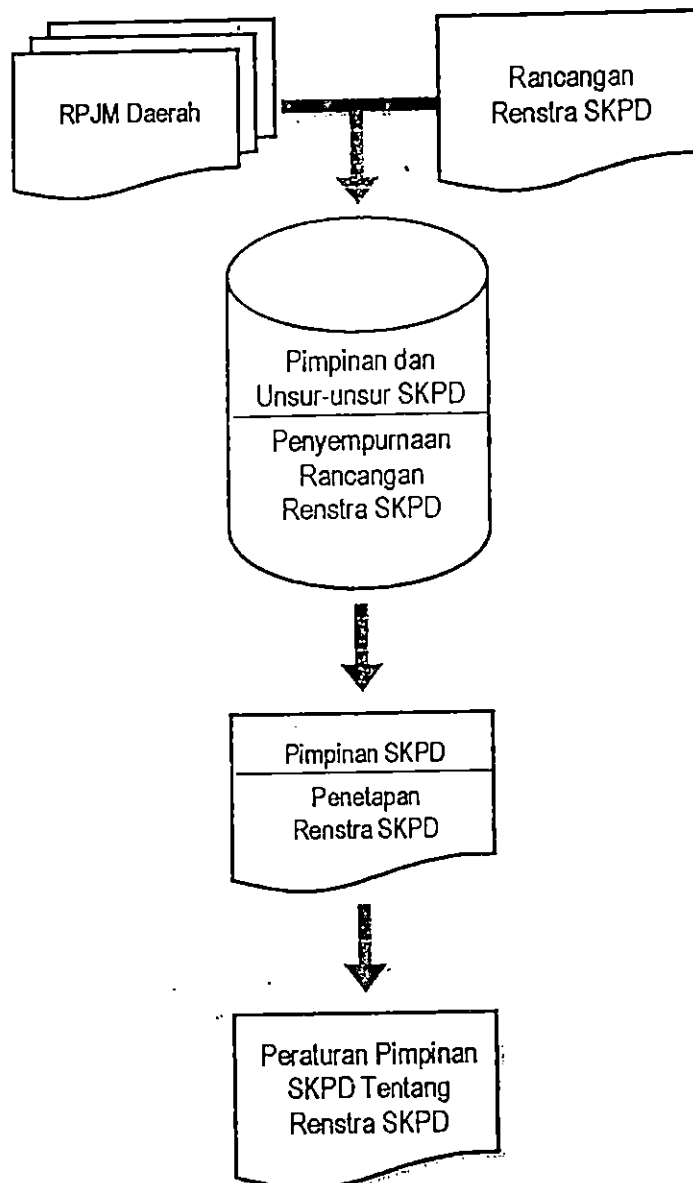 RPJM Daerah
Rancangan
Renstra SKPD
Pimpinan dan
Unsur-unsur SKPD
Penyempurnaan
Rancangan
Renstra SKPD
Pimpinan SKPD
Penetapan
Renstra SKPD
Peraturan Pimpinan
SKPD Tentang
Renstra SKPD